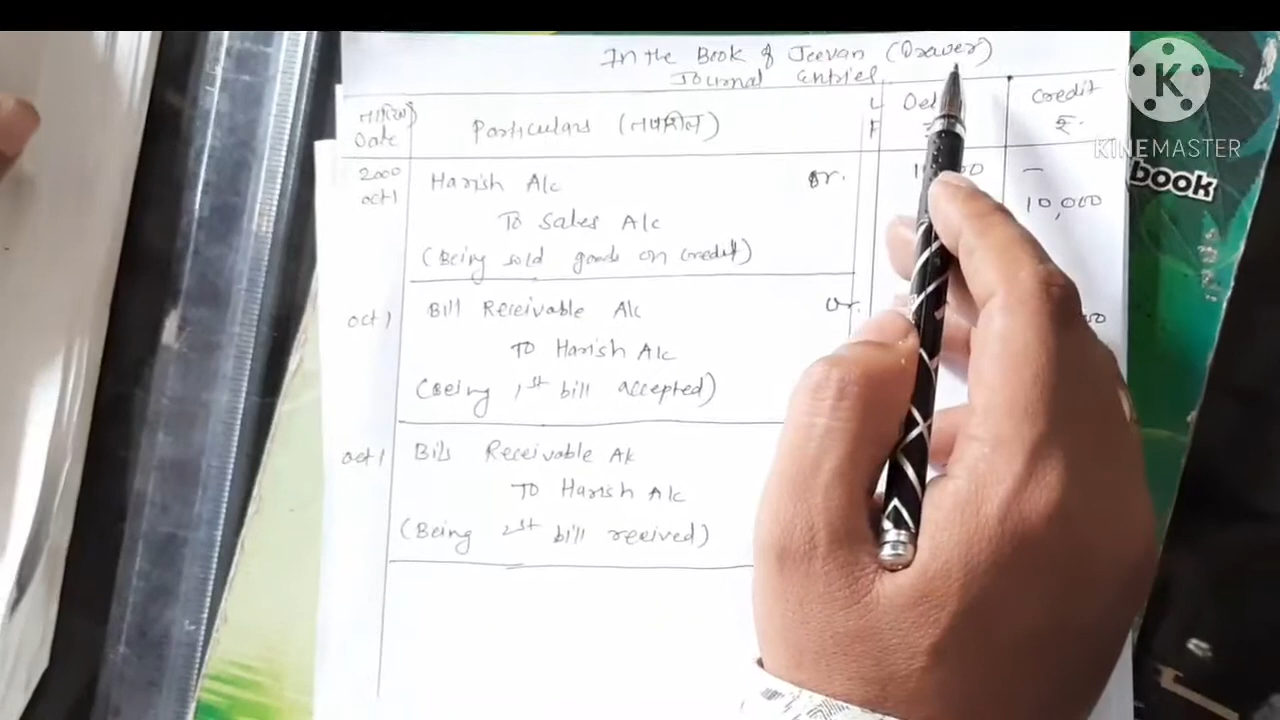 In the Book of Jeevan (Drawer)
Journal Entries
Date Particulars (तपशील) L F Credit ₹
2000
oct 1 Harish A/c Dr. —
To Sales A/c 10,000
(Being sold goods on credit)
oct 1 Bill Receivable A/c Dr.
To Harish A/c
(Being 1st bill accepted)
oct 1 Bills Receivable A/c
To Harish A/c
(Being 2st bill received)
K
KINEMASTER
book